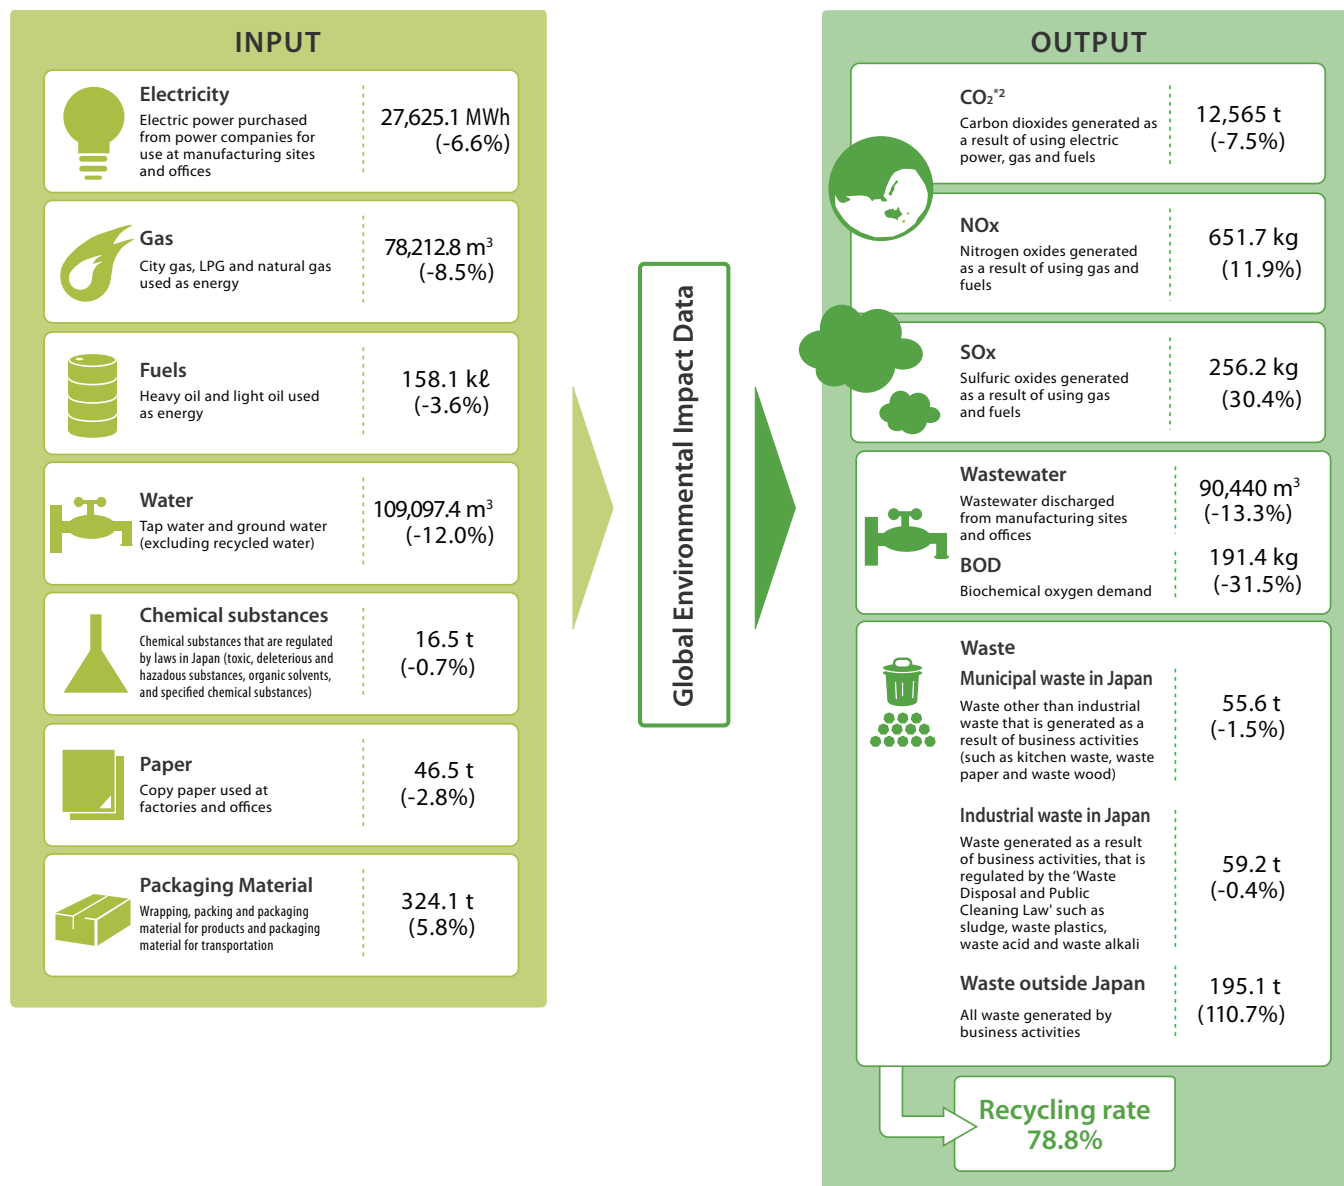 INPUT
Electricity
Electric power purchased
from power companies for
use at manufacturing sites
and offices
27,625.1 MWh
(-6.6%)
Gas
City gas, LPG and natural gas
used as energy
78,212.8 m³
(-8.5%)
Fuels
Heavy oil and light oil used
as energy
158.1 kℓ
(-3.6%)
Water
Tap water and ground water
(excluding recycled water)
109,097.4 m³
(-12.0%)
Chemical substances
Chemical substances that are regulated
by laws in Japan (toxic, deleterious and
hazadous substances, organic solvents,
and specified chemical substances)
16.5 t
(-0.7%)
Paper
Copy paper used at
factories and offices
46.5 t
(-2.8%)
Packaging Material
Wrapping, packing and packaging
material for products and packaging
material for transportation
324.1 t
(5.8%)
Global Environmental Impact Data
OUTPUT
CO₂*2
Carbon dioxides generated as
a result of using electric
power, gas and fuels
12,565 t
(-7.5%)
NOx
Nitrogen oxides generated
as a result of using gas and
fuels
651.7 kg
(11.9%)
SOx
Sulfuric oxides generated
as a result of using gas
and fuels
256.2 kg
(30.4%)
Wastewater
Wastewater discharged
from manufacturing sites
and offices
90,440 m³
(-13.3%)
BOD
Biochemical oxygen demand
191.4 kg
(-31.5%)
Waste
Municipal waste in Japan
Waste other than industrial
waste that is generated as a
result of business activities
(such as kitchen waste, waste
paper and waste wood)
55.6 t
(-1.5%)
Industrial waste in Japan
Waste generated as a result
of business activities, that is
regulated by the 'Waste
Disposal and Public
Cleaning Law' such as
sludge, waste plastics,
waste acid and waste alkali
59.2 t
(-0.4%)
Waste outside Japan
All waste generated by
business activities
195.1 t
(110.7%)
Recycling rate
78.8%